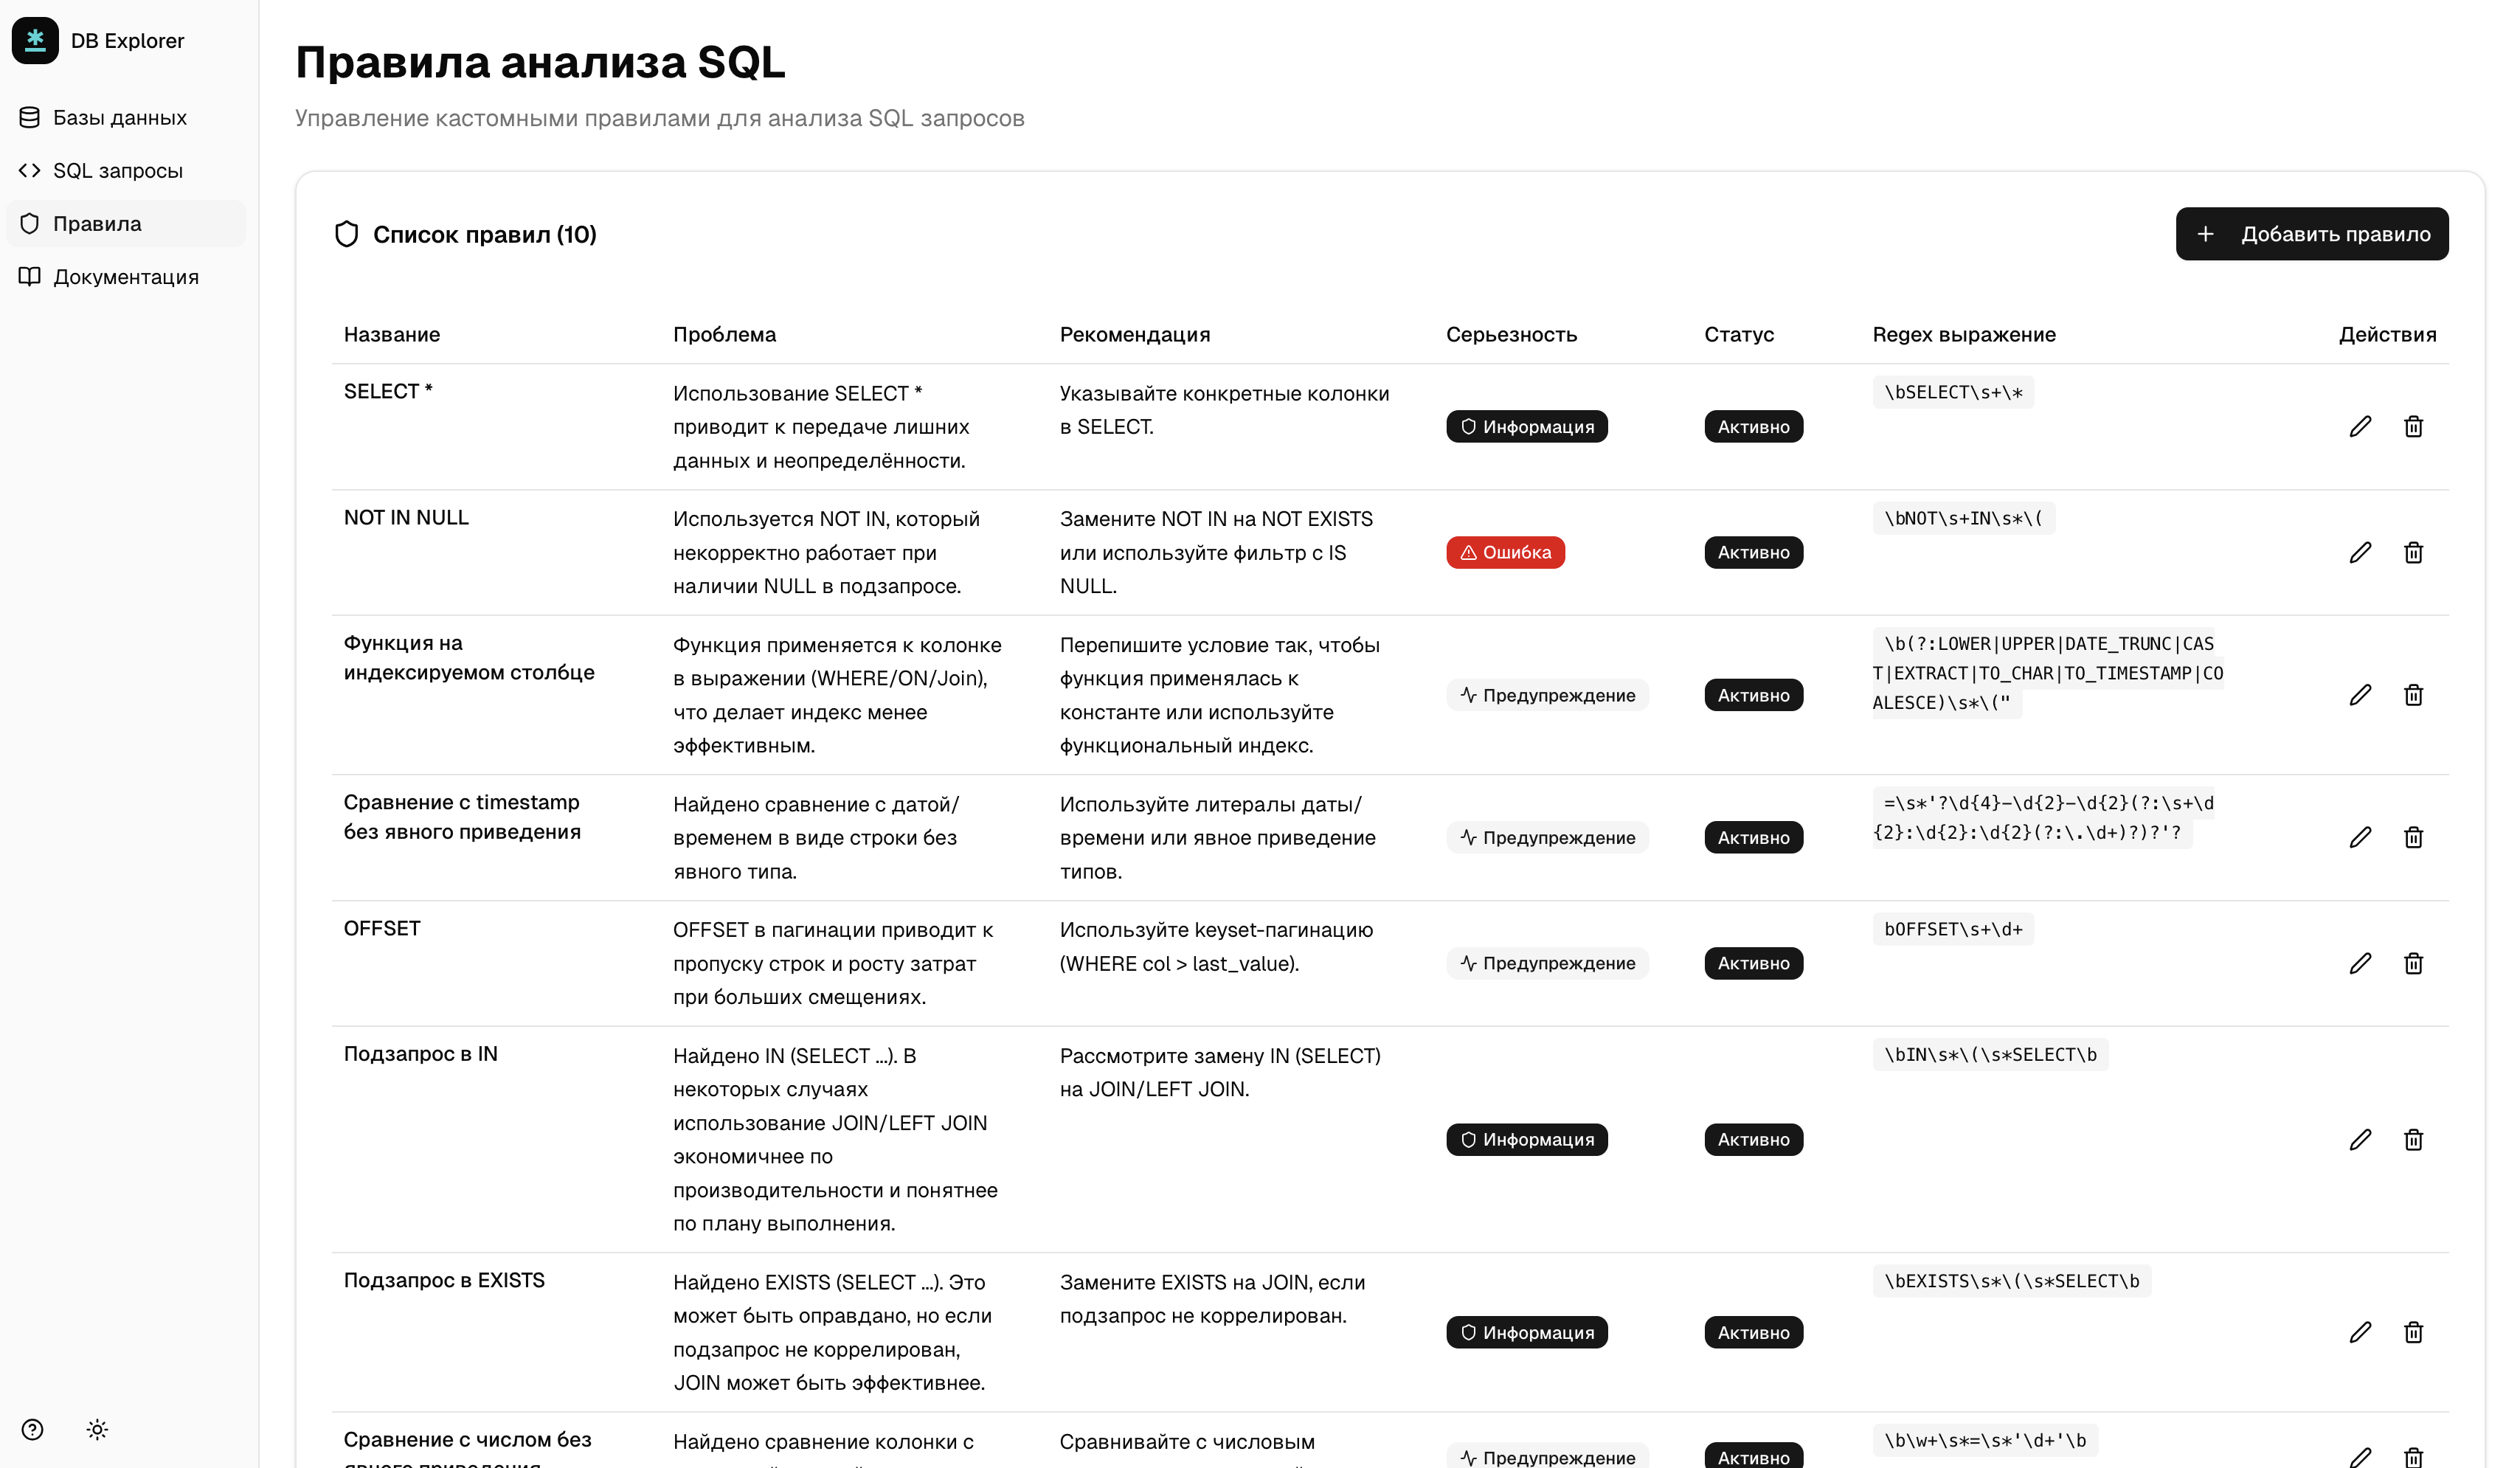 DB Explorer
Базы данных
SQL запросы
Правила
Документация
Правила анализа SQL
Управление кастомными правилами для анализа SQL запросов
Список правил (10)
Добавить правило
Название Проблема Рекомендация Серьезность Статус Regex выражение Действия
SELECT *
Использование SELECT *
приводит к передаче лишних
данных и неопределённости.
Указывайте конкретные колонки
в SELECT.
Информация
Активно
\bSELECT\s+\*
NOT IN NULL
Используется NOT IN, который
некорректно работает при
наличии NULL в подзапросе.
Замените NOT IN на NOT EXISTS
или используйте фильтр с IS
NULL.
Ошибка
Активно
\bNOT\s+IN\s*\(
Функция на
индексируемом столбце
Функция применяется к колонке
в выражении (WHERE/ON/Join),
что делает индекс менее
эффективным.
Перепишите условие так, чтобы
функция применялась к
константе или используйте
функциональный индекс.
Предупреждение
Активно
\b(?:LOWER|UPPER|DATE_TRUNC|CAS
T|EXTRACT|TO_CHAR|TO_TIMESTAMP|CO
ALESCE)\s*\("
Сравнение с timestamp
без явного приведения
Найдено сравнение с датой/
временем в виде строки без
явного типа.
Используйте литералы даты/
времени или явное приведение
типов.
Предупреждение
Активно
=\s*'?\d{4}-\d{2}-\d{2}(?:\s+\d
{2}:\d{2}:\d{2}(?:\.\d+)?)?'?
OFFSET
OFFSET в пагинации приводит к
пропуску строк и росту затрат
при больших смещениях.
Используйте keyset-пагинацию
(WHERE col > last_value).
Предупреждение
Активно
bOFFSET\s+\d+
Подзапрос в IN
Найдено IN (SELECT ...). В
некоторых случаях
использование JOIN/LEFT JOIN
экономичнее по
производительности и понятнее
по плану выполнения.
Рассмотрите замену IN (SELECT)
на JOIN/LEFT JOIN.
Информация
Активно
\bIN\s*\(\s*SELECT\b
Подзапрос в EXISTS
Найдено EXISTS (SELECT ...). Это
может быть оправдано, но если
подзапрос не коррелирован,
JOIN может быть эффективнее.
Замените EXISTS на JOIN, если
подзапрос не коррелирован.
Информация
Активно
\bEXISTS\s*\(\s*SELECT\b
Сравнение с числом без
явного приведения
Найдено сравнение колонки с
Сравнивайте с числовым
Предупреждение
Активно
\b\w+\s*=\s*'\d+'\b